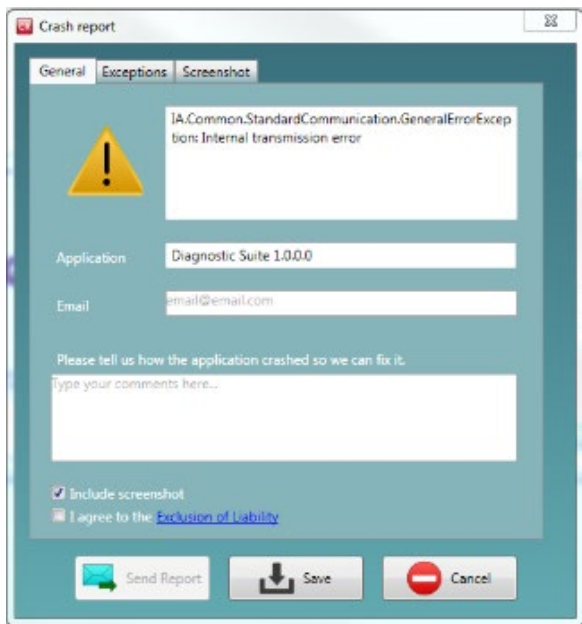 Crash report
General Exceptions Screenshot
IA.Common.StandardCommunication.GeneralErrorExcep
tion: Internal transmission error
Application Diagnostic Suite 1.0.0.0
Email email@email.com
Please tell us how the application crashed so we can fix it.
Type your comments here...
Include screenshot
I agree to the Exclusion of Liability
Send Report Save Cancel